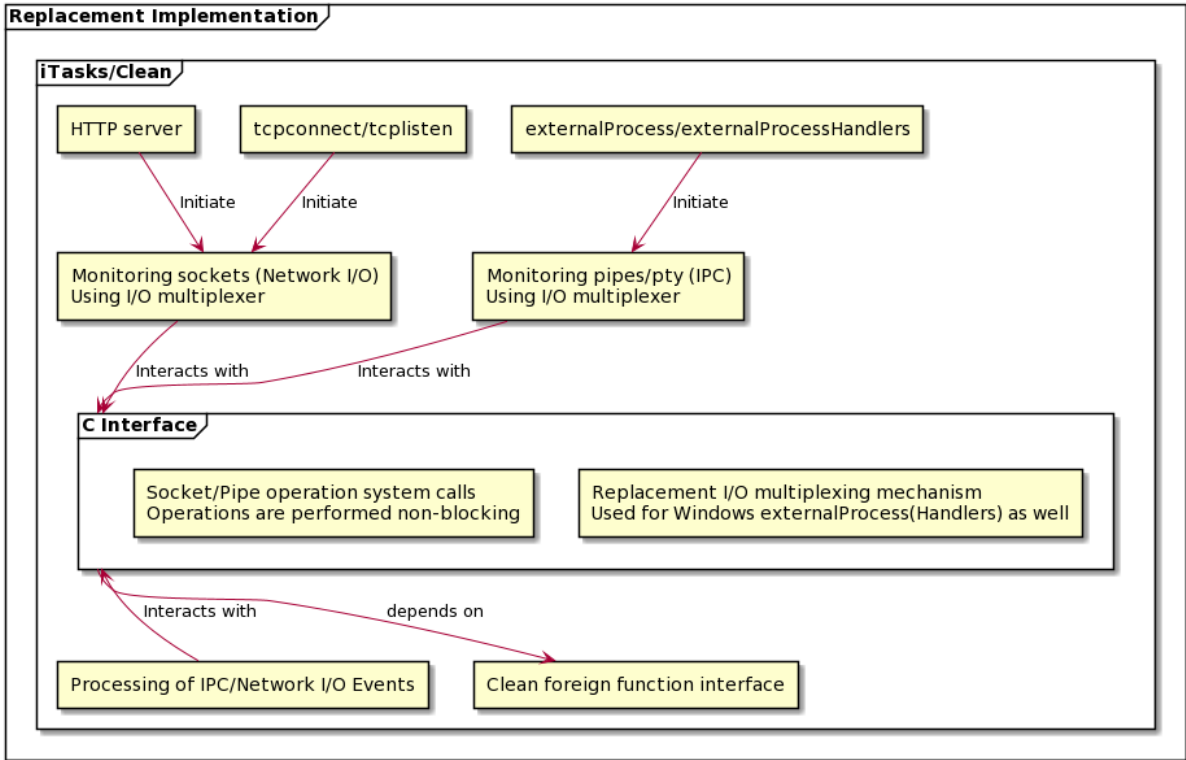 Replacement Implementation
iTasks/Clean
HTTP server
tcpconnect/tcplisten
externalProcess/externalProcessHandlers
Initiate
Initiate
Initiate
Monitoring sockets (Network I/O)
Using I/O multiplexer
Monitoring pipes/pty (IPC)
Using I/O multiplexer
Interacts with
Interacts with
C Interface
Socket/Pipe operation system calls
Operations are performed non-blocking
Replacement I/O multiplexing mechanism
Used for Windows externalProcess(Handlers) as well
Interacts with
depends on
Processing of IPC/Network I/O Events
Clean foreign function interface